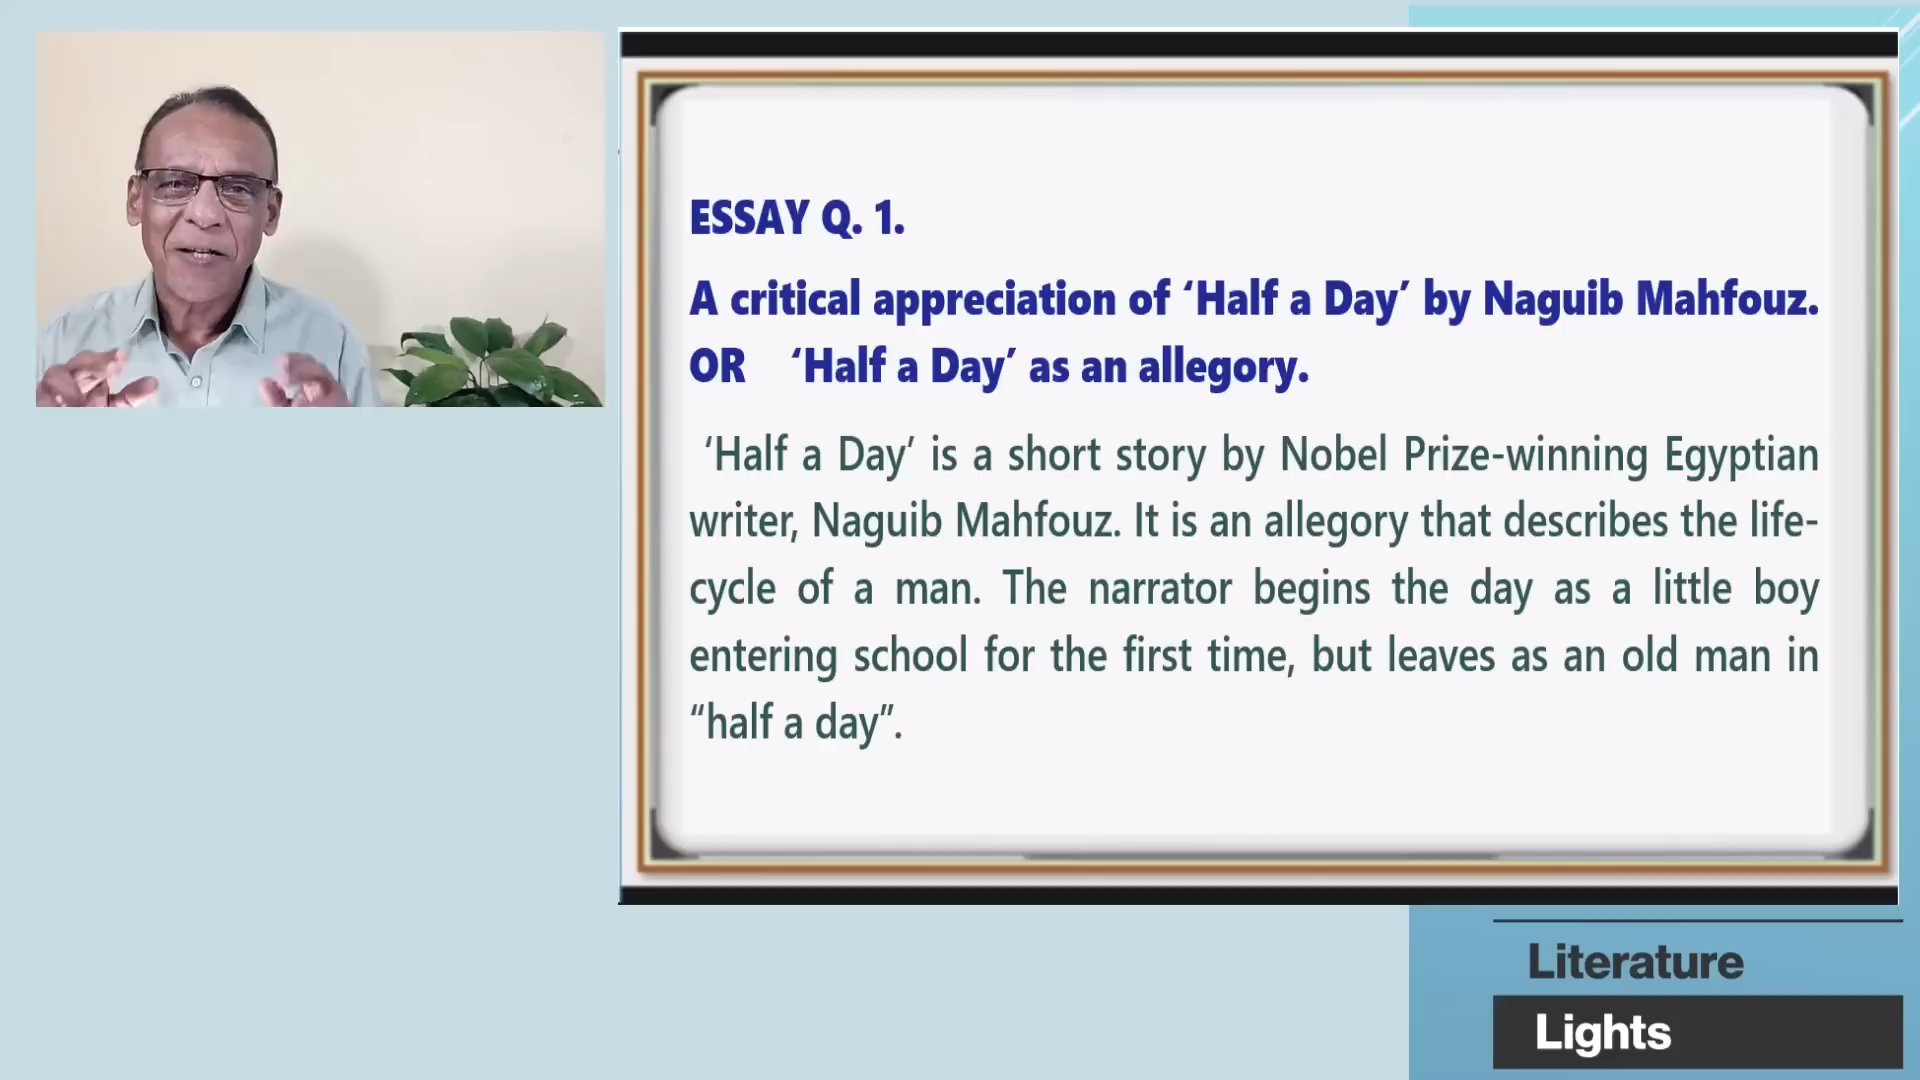 ESSAY Q. 1.
A critical appreciation of ‘Half a Day’ by Naguib Mahfouz.
OR ‘Half a Day’ as an allegory.
‘Half a Day’ is a short story by Nobel Prize-winning Egyptian
writer, Naguib Mahfouz. It is an allegory that describes the life-
cycle of a man. The narrator begins the day as a little boy
entering school for the first time, but leaves as an old man in
“half a day”.
Literature
Lights